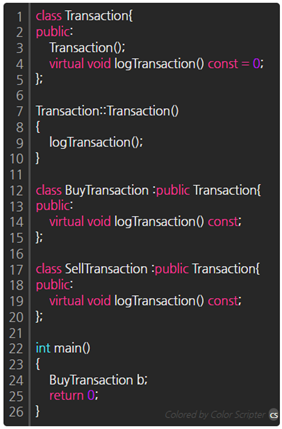 1 class Transaction{
2 public:
3     Transaction();
4     virtual void logTransaction() const = 0;
5 };
6
7 Transaction::Transaction()
8 {
9     logTransaction();
10 }
11
12 class BuyTransaction :public Transaction{
13 public:
14     virtual void logTransaction() const;
15 };
16
17 class SellTransaction :public Transaction{
18 public:
19     virtual void logTransaction() const;
20 };
21
22 int main()
23 {
24     BuyTransaction b;
25     return 0;
26 }
Colored by Color Scripter CS